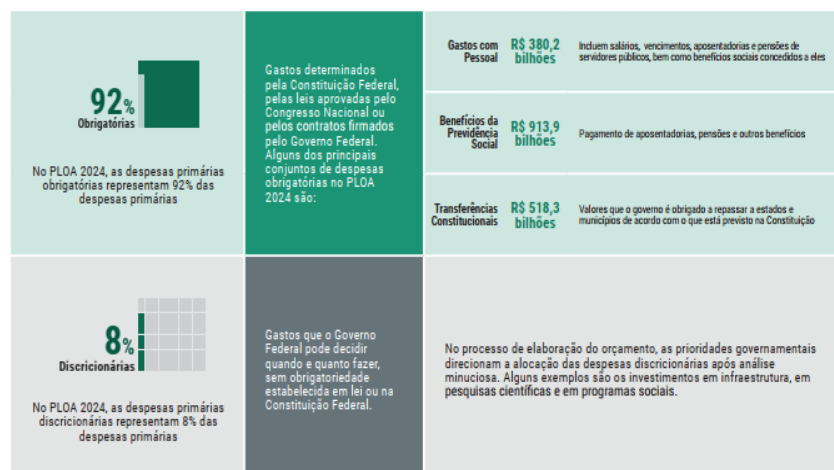 92%
Obrigatórias
No PLOA 2024, as despesas primárias
obrigatórias representam 92% das
despesas primárias
Gastos determinados
pela Constituição Federal,
pelas leis aprovadas pelo
Congresso Nacional ou
pelos contratos firmados
pelo Governo Federal.
Alguns dos principais
conjuntos de despesas
obrigatórias no PLOA
2024 são:
Gastos com
Pessoal
R$ 380,2
bilhões
Incluem salários, vencimentos, aposentadorias e pensões de
servidores públicos, bem como benefícios sociais concedidos a eles
Benefícios da
Previdência
Social
R$ 913,9
bilhões
Pagamento de aposentadorias, pensões e outros benefícios
Transferências
Constitucionais
R$ 518,3
bilhões
Valores que o governo é obrigado a repassar a estados e
municípios de acordo com o que está previsto na Constituição
8%
Discricionárias
No PLOA 2024, as despesas primárias
discricionárias representam 8% das
despesas primárias
Gastos que o Governo
Federal pode decidir
quando e quanto fazer,
sem obrigatoriedade
estabelecida em lei ou na
Constituição Federal.
No processo de elaboração do orçamento, as prioridades governamentais
direcionam a alocação das despesas discricionárias após análise
minuciosa. Alguns exemplos são os investimentos em infraestrutura, em
pesquisas científicas e em programas sociais.